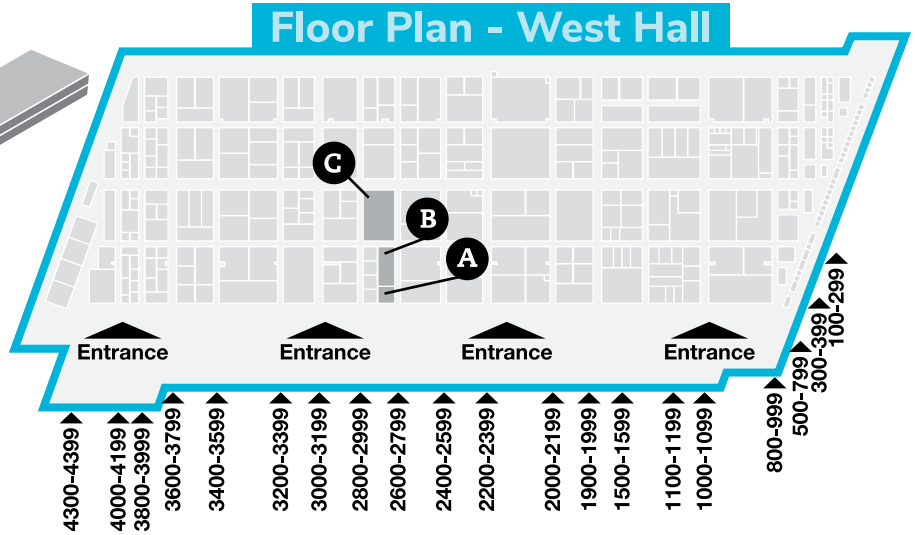 Floor Plan - West Hall
C
B
A
Entrance
Entrance
Entrance
Entrance
4300-4399
4000-4199
3800-3999
3600-3799
3400-3599
3200-3399
3000-3199
2800-2999
2600-2799
2400-2599
2200-2399
2000-2199
1900-1999
1500-1599
1100-1199
1000-1099
800-999
500-799
300-399
100-299